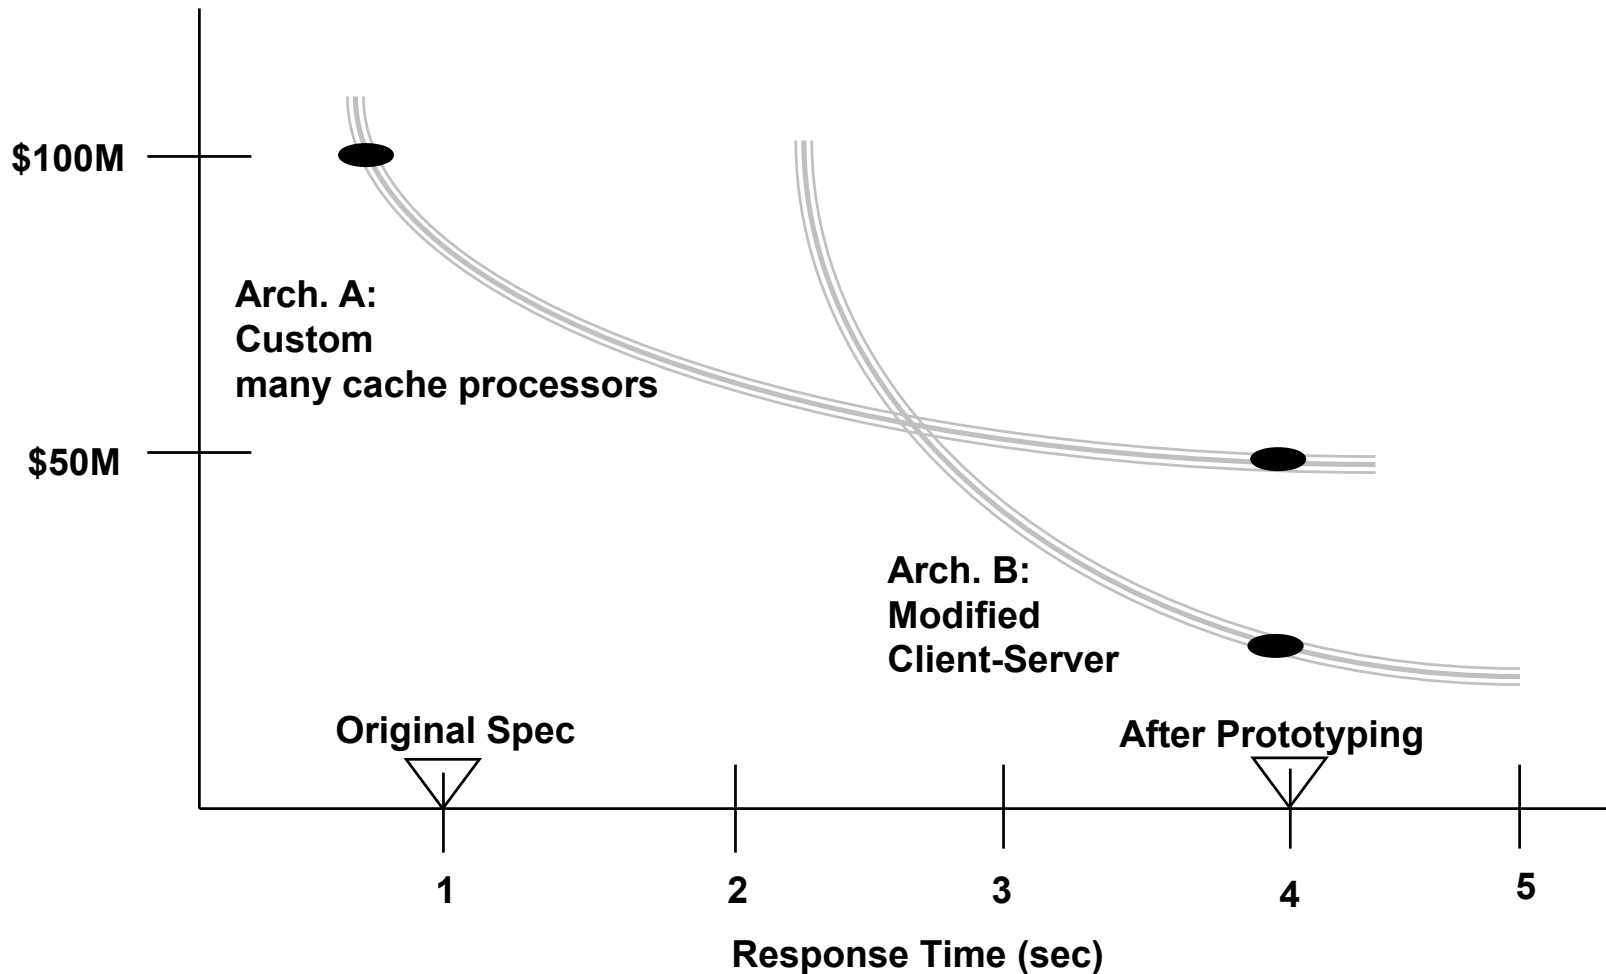 $100M
Arch. A:
Custom
many cache processors
$50M
Arch. B:
Modified
Client-Server
Original Spec
After Prototyping
1
2
3
4
5
Response Time (sec)